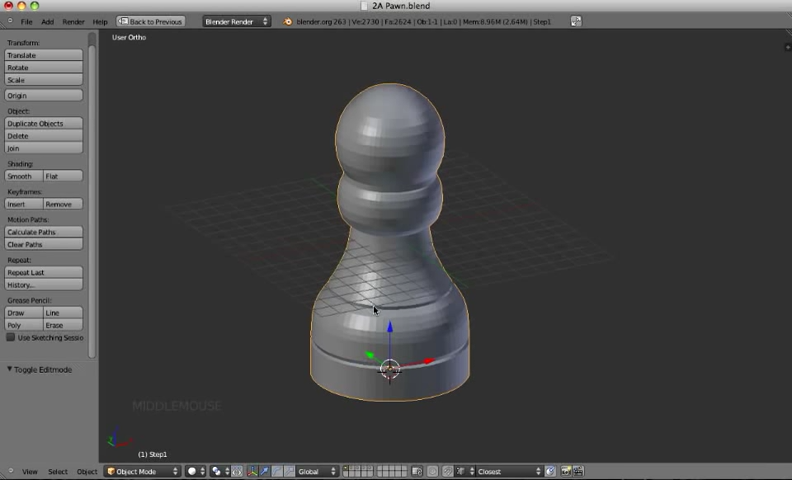 2A Pawn.blend
File Add Render Help Back to Previous Blender Render blender.org 263 | Ve:2730 | Fa:2624 | Ob:1-1 | La:0 | Mem:8.96M (2.64M) | Step1
User Ortho
Transform:
Translate
Rotate
Scale
Origin
Object:
Duplicate Objects
Delete
Join
Shading:
Smooth Flat
Keyframes:
Insert Remove
Motion Paths:
Calculate Paths
Clear Paths
Repeat:
Repeat Last
History...
Grease Pencil:
Draw Line
Poly Erase
Use Sketching Sessio
Toggle Editmode
MIDDLEMOUSE
(1) Step1
View Select Object Object Mode Global Closest